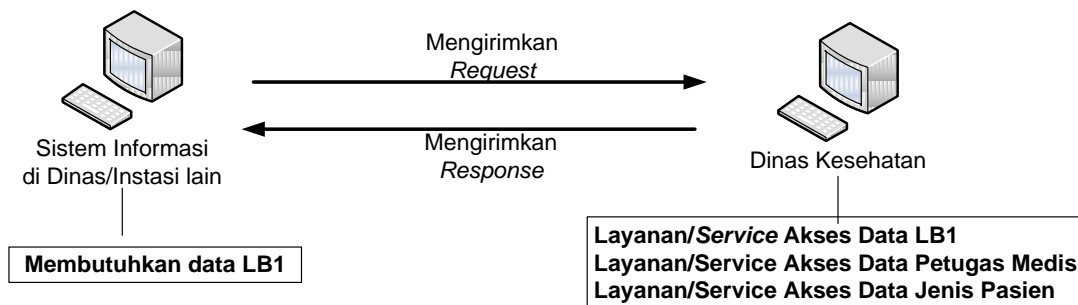 Mengirimkan
Request
Mengirimkan
Response
Sistem Informasi
di Dinas/Instasi lain
Dinas Kesehatan
Membutuhkan data LB1
Layanan/Service Akses Data LB1
Layanan/Service Akses Data Petugas Medis
Layanan/Service Akses Data Jenis Pasien